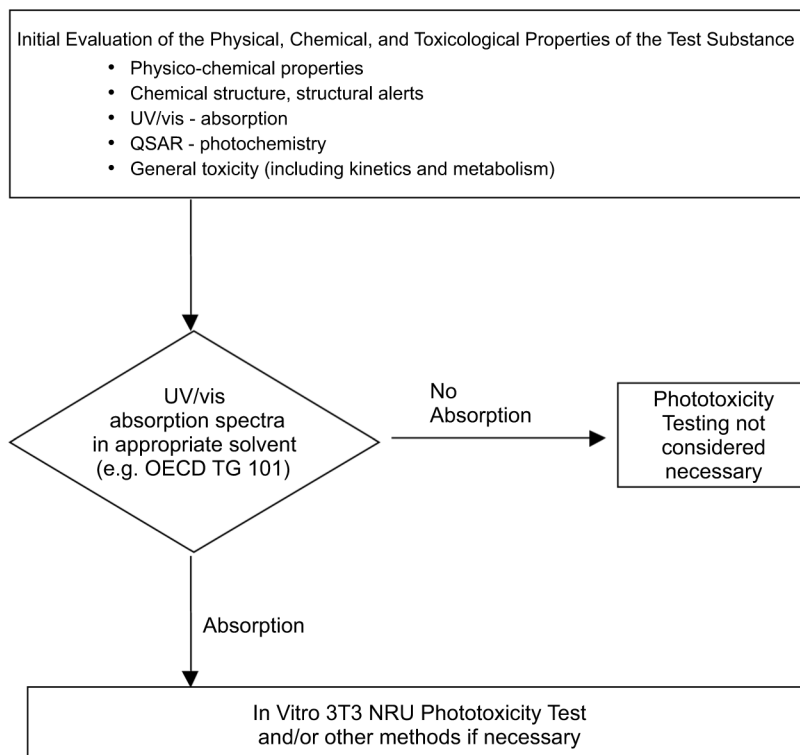 Initial Evaluation of the Physical, Chemical, and Toxicological Properties of the Test Substance
• Physico-chemical properties
• Chemical structure, structural alerts
• UV/vis - absorption
• QSAR - photochemistry
• General toxicity (including kinetics and metabolism)
UV/vis
absorption spectra
in appropriate solvent
(e.g. OECD TG 101)
No
Absorption
Phototoxicity
Testing not
considered
necessary
Absorption
In Vitro 3T3 NRU Phototoxicity Test
and/or other methods if necessary